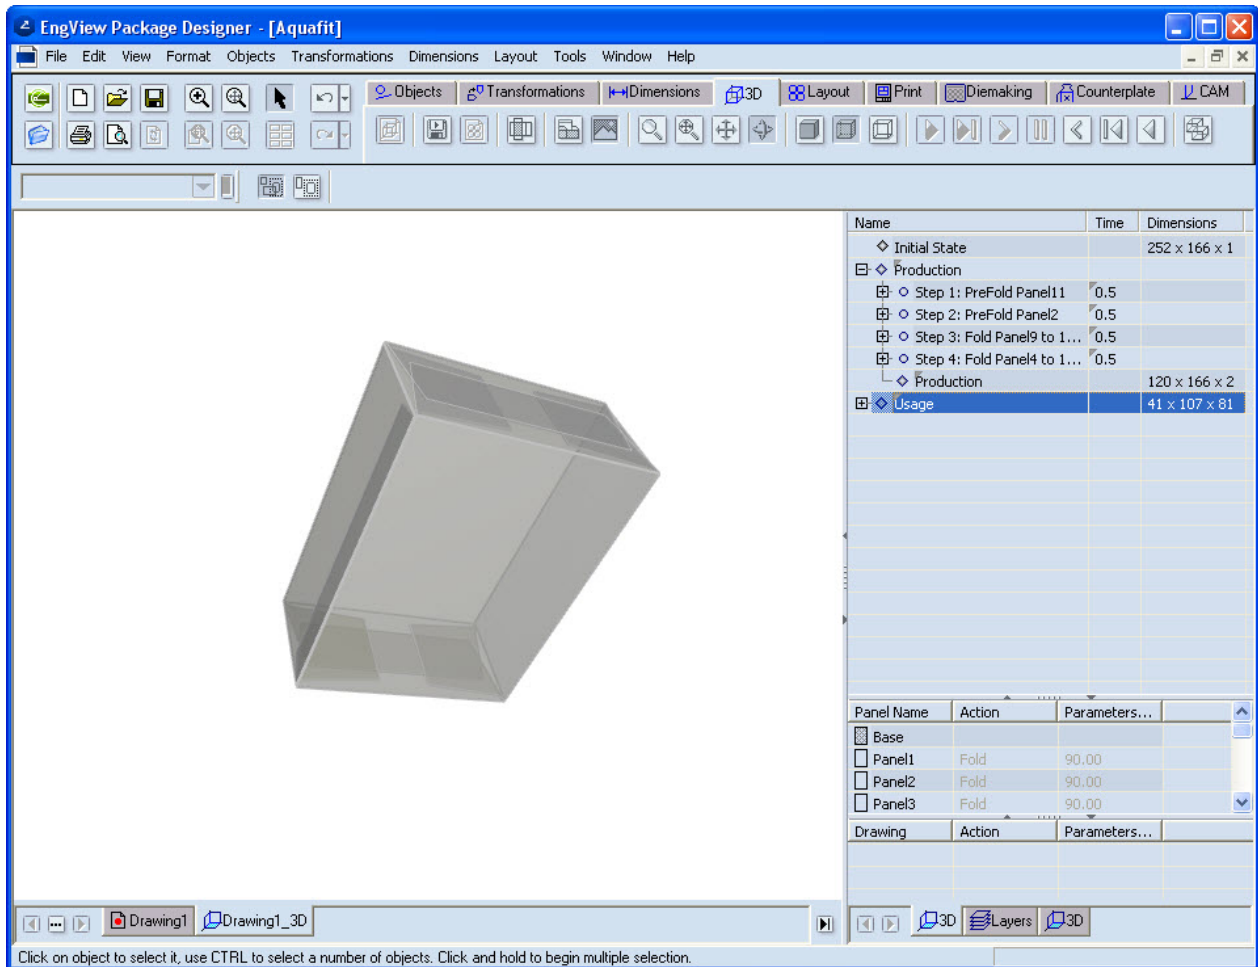 EngView Package Designer - [Aquafit]
File Edit View Format Objects Transformations Dimensions Layout Tools Window Help
Objects Transformations Dimensions 3D Layout Print Diemaking Counterplate CAM
Name Time Dimensions
Initial State 252 x 166 x 1
Production
Step 1: PreFold Panel11 0.5
Step 2: PreFold Panel2 0.5
Step 3: Fold Panel9 to 1... 0.5
Step 4: Fold Panel4 to 1... 0.5
Production 120 x 166 x 2
Usage 41 x 107 x 81
Panel Name Action Parameters...
Base
Panel1 Fold 90.00
Panel2 Fold 90.00
Panel3 Fold 90.00
Drawing Action Parameters...
Drawing1 Drawing1_3D
3D Layers 3D
Click on object to select it, use CTRL to select a number of objects. Click and hold to begin multiple selection.